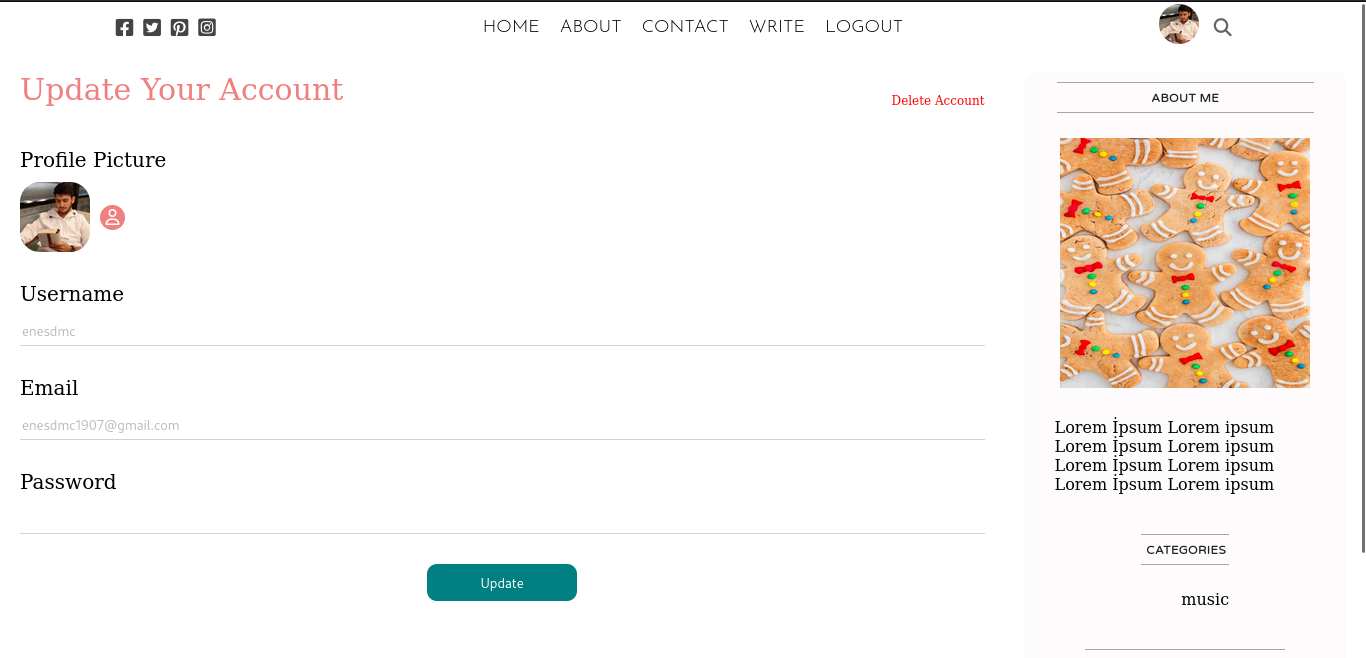 HOME ABOUT CONTACT WRITE LOGOUT
Update Your Account
Delete Account
Profile Picture
Username
enesdmc
Email
enesdmc1907@gmail.com
Password
Update
ABOUT ME
Lorem İpsum Lorem ipsum
Lorem İpsum Lorem ipsum
Lorem İpsum Lorem ipsum
Lorem İpsum Lorem ipsum
CATEGORIES
music